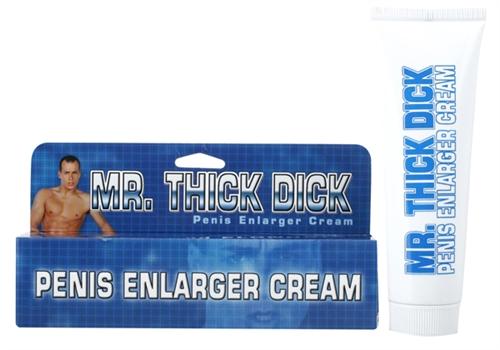 MR. THICK DICK
Penis Enlarger Cream
PENIS ENLARGER CREAM
MR. THICK DICK
PENIS ENLARGER CREAM